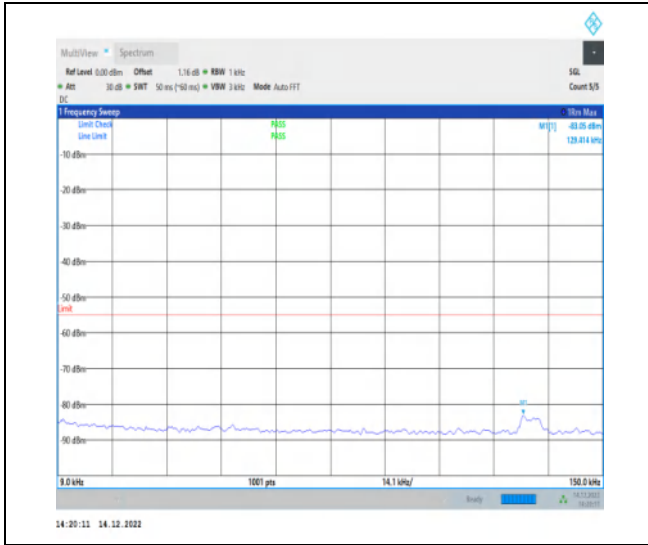 MultiView Spectrum
Ref Level 0.00 dBm Offset 1.16 dB RBW 1 kHz SGL
Att 30 dB SWT 50 ms (~60 ms) VBW 3 kHz Mode Auto FFT Count 5/5
DC
1 Frequency Sweep 1Rm Max
Limit Check PASS M1[1] -83.05 dBm
Line Limit PASS 129.414 kHz
-10 dBm
-20 dBm
-30 dBm
-40 dBm
-50 dBm
Limit
-60 dBm
-70 dBm
-80 dBm
M1
-90 dBm
9.0 kHz 1001 pts 14.1 kHz/ 150.0 kHz
Ready 14.12.2022
14:20:11 14.12.2022